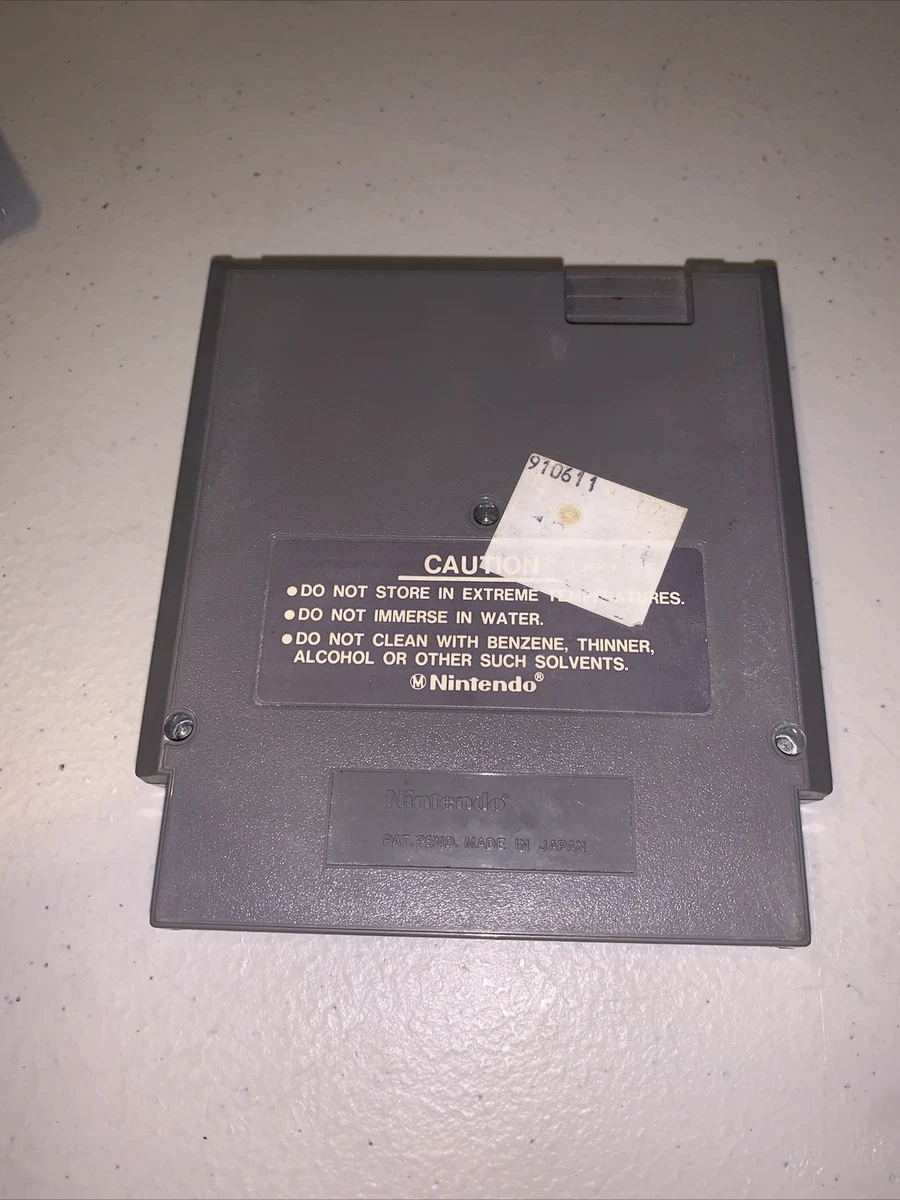 910611
CAUTION
●DO NOT STORE IN EXTREME TEMPERATURES.
●DO NOT IMMERSE IN WATER.
●DO NOT CLEAN WITH BENZENE, THINNER,
ALCOHOL OR OTHER SUCH SOLVENTS.
Ⓜ Nintendo®
Nintendo®
PAT. PEND. MADE IN JAPAN